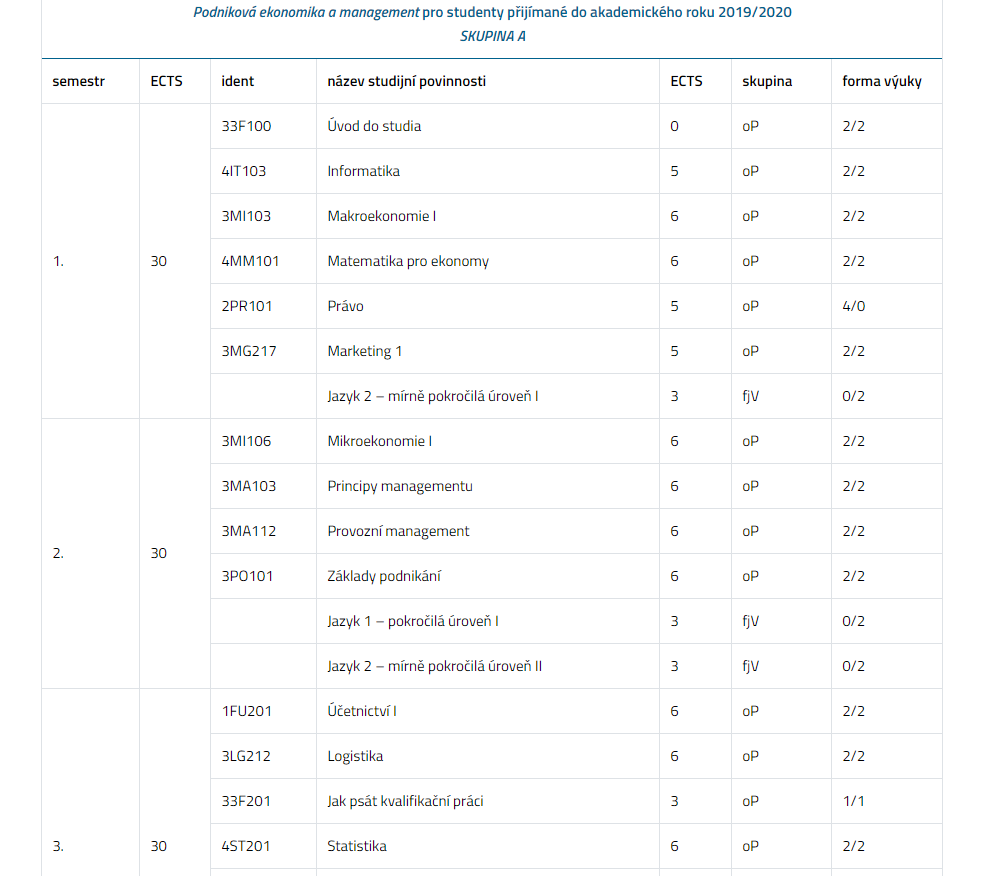 Podniková ekonomika a management pro studenty přijímané do akademického roku 2019/2020
SKUPINA A
semestr ECTS ident název studijní povinnosti ECTS skupina forma výuky
33F100 Úvod do studia 0 oP 2/2
4IT103 Informatika 5 oP 2/2
3MI103 Makroekonomie I 6 oP 2/2
1. 30 4MM101 Matematika pro ekonomy 6 oP 2/2
2PR101 Právo 5 oP 4/0
3MG217 Marketing 1 5 oP 2/2
Jazyk 2 – mírně pokročilá úroveň I 3 fjV 0/2
3MI106 Mikroekonomie I 6 oP 2/2
3MA103 Principy managementu 6 oP 2/2
3MA112 Provozní management 6 oP 2/2
2. 30
3PO101 Základy podnikání 6 oP 2/2
Jazyk 1 – pokročilá úroveň I 3 fjV 0/2
Jazyk 2 – mírně pokročilá úroveň II 3 fjV 0/2
1FU201 Účetnictví I 6 oP 2/2
3LG212 Logistika 6 oP 2/2
33F201 Jak psát kvalifikační práci 3 oP 1/1
3. 30 4ST201 Statistika 6 oP 2/2